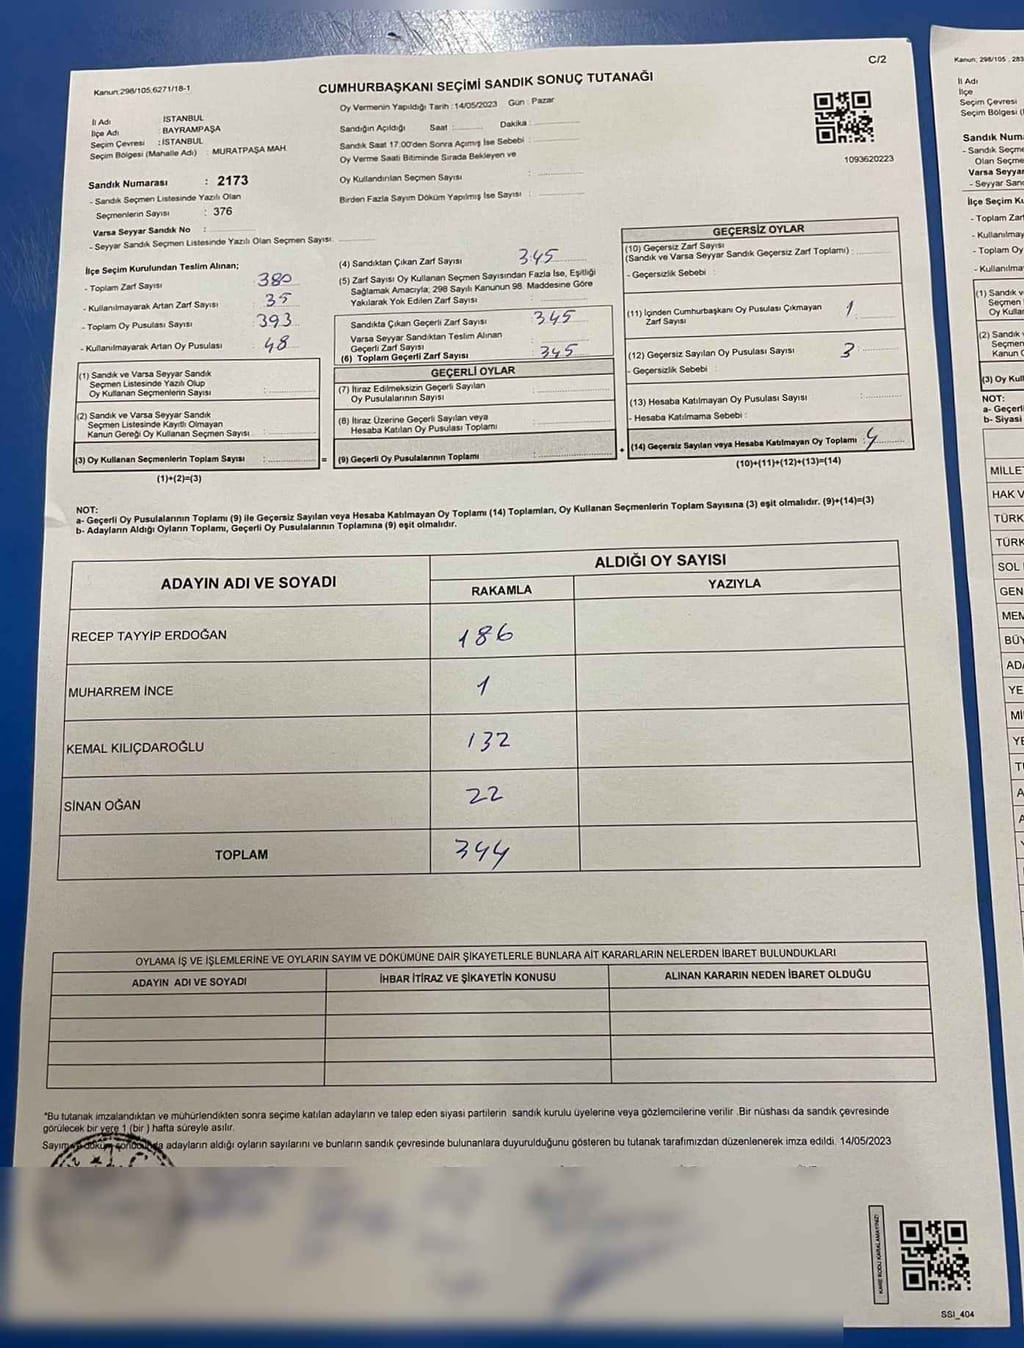 C/2
Kanun;298/105,6271/18-1
CUMHURBAŞKANI SEÇİMİ SANDIK SONUÇ TUTANAĞI
Oy Vermenin Yapıldığı Tarih : 14/05/2023 Gün : Pazar
İl Adı : İSTANBUL
İlçe Adı : BAYRAMPAŞA
Seçim Çevresi : İSTANBUL
Seçim Bölgesi (Mahalle Adı) : MURATPAŞA MAH.
Sandığın Açıldığı Saat : Dakika :
Sandık Saat 17.00'den Sonra Açılmış İse Sebebi :
Oy Verme Saati Bitiminde Sırada Bekleyen ve
Oy Kullandırılan Seçmen Sayısı :
Birden Fazla Sayım Döküm Yapılmış İse Sayısı :
1093620223
Sandık Numarası : 2173
- Sandık Seçmen Listesinde Yazılı Olan
Seçmenlerin Sayısı : 376
Varsa Seyyar Sandık No :
- Seyyar Sandık Seçmen Listesinde Yazılı Olan Seçmen Sayısı:
İlçe Seçim Kurulundan Teslim Alınan;
- Toplam Zarf Sayısı : 380
- Kullanılmayarak Artan Zarf Sayısı : 35
- Toplam Oy Pusulası Sayısı : 393
- Kullanılmayarak Artan Oy Pusulası : 48
(1) Sandık ve Varsa Seyyar Sandık
Seçmen Listesinde Yazılı Olup
Oy Kullanan Seçmenlerin Sayısı :
(2) Sandık ve Varsa Seyyar Sandık
Seçmen Listesinde Kayıtlı Olmayan
Kanun Gereği Oy Kullanan Seçmen Sayısı :
(3) Oy Kullanan Seçmenlerin Toplam Sayısı :
(1)+(2)=(3)
(4) Sandıktan Çıkan Zarf Sayısı : 345
(5) Zarf Sayısı Oy Kullanan Seçmen Sayısından Fazla İse, Eşitliği
Sağlamak Amacıyla; 298 Sayılı Kanunun 98. Maddesine Göre
Yakılarak Yok Edilen Zarf Sayısı :
Sandıkta Çıkan Geçerli Zarf Sayısı : 345
Varsa Seyyar Sandıktan Teslim Alınan
Geçerli Zarf Sayısı :
(6) Toplam Geçerli Zarf Sayısı : 345
GEÇERLİ OYLAR
(7) İtiraz Edilmeksizin Geçerli Sayılan
Oy Pusulalarının Sayısı :
(8) İtiraz Üzerine Geçerli Sayılan veya
Hesaba Katılan Oy Pusulası Toplamı :
= (9) Geçerli Oy Pusulalarının Toplamı :
GEÇERSİZ OYLAR
(10) Geçersiz Zarf Sayısı
(Sandık ve Varsa Seyyar Sandık Geçersiz Zarf Toplamı) :
- Geçersizlik Sebebi :
(11) İçinden Cumhurbaşkanı Oy Pusulası Çıkmayan
Zarf Sayısı : 1
(12) Geçersiz Sayılan Oy Pusulası Sayısı : 3
- Geçersizlik Sebebi :
(13) Hesaba Katılmayan Oy Pusulası Sayısı :
- Hesaba Katılmama Sebebi :
+ (14) Geçersiz Sayılan veya Hesaba Katılmayan Oy Toplamı : 4
(10)+(11)+(12)+(13)=(14)
NOT:
a- Geçerli Oy Pusulalarının Toplamı (9) ile Geçersiz Sayılan veya Hesaba Katılmayan Oy Toplamı (14) Toplamları, Oy Kullanan Seçmenlerin Toplam Sayısına (3) eşit olmalıdır. (9)+(14)=(3)
b- Adayların Aldığı Oyların Toplamı, Geçerli Oy Pusulalarının Toplamına (9) eşit olmalıdır.
ADAYIN ADI VE SOYADI ALDIĞI OY SAYISI
RAKAMLA YAZIYLA
RECEP TAYYİP ERDOĞAN 186
MUHARREM İNCE 1
KEMAL KILIÇDAROĞLU 132
SİNAN OĞAN 22
TOPLAM 344
OYLAMA İŞ VE İŞLEMLERİNE VE OYLARIN SAYIM VE DÖKÜMÜNE DAİR ŞİKAYETLERLE BUNLARA AİT KARARLARIN NELERDEN İBARET BULUNDUKLARI
ADAYIN ADI VE SOYADI İHBAR İTİRAZ VE ŞİKAYETİN KONUSU ALINAN KARARIN NEDEN İBARET OLDUĞU
*Bu tutanak imzalandıktan ve mühürlendikten sonra seçime katılan adayların ve talep eden siyasi partilerin sandık kurulu üyelerine veya gözlemcilerine verilir .Bir nüshası da sandık çevresinde
görülecek bir yere 1 (bir ) hafta süreyle asılır.
Sayım adayların aldığı oyların sayılarını ve bunların sandık çevresinde bulunanlara duyurulduğunu gösteren bu tutanak tarafımızdan düzenlenerek imza edildi. 14/05/2023
KARE KODU KARALAMAYINIZ!
SSI_404
Kanun; 298/105
İl Adı
İlçe
Seçim Çevresi
Seçim Bölgesi
Sandık Num
- Sandık Seçme
Olan Seçme
Varsa Seyyar
- Seyyar San
İlçe Seçim Ku
- Toplam Zar
- Kullanılmay
- Toplam Oy
- Kullanılma
(1) Sandık v
Seçmen
Oy Kullar
(2) Sandık
Seçmen
Kanun G
(3) Oy Kull
NOT:
a- Geçerl
b- Siyasi
MİLLE
HAK V
TÜRK
TÜRK
SOL
GEN
MEM
BÜY
ADA
YE
Mİ
YE